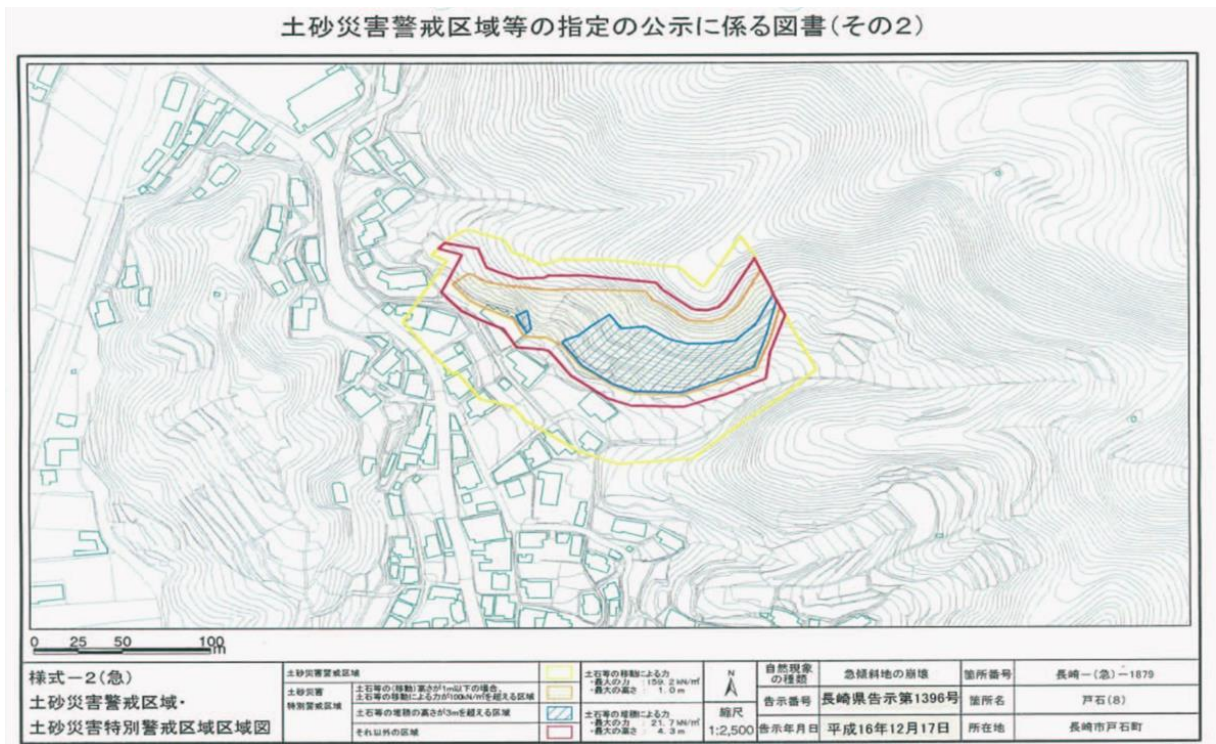 土砂災害警戒区域等の指定の公示に係る図書(その2)
0 25 50 100
m
様式-2(急)
土砂災害警戒区域・
土砂災害特別警戒区域区域図
土砂災害警戒区域
土砂災害
特別警戒区域
土石等の(移動)高さが1m以下の場合、
土石等の移動による力が100kN/㎡を超える区域
土石等の堆積の高さが3mを超える区域
それ以外の区域
土石等の移動による力
・最大の力 : 159.2 kN/㎡
・最大の高さ : 1.0 m
土石等の堆積による力
・最大の力 : 21.7 kN/㎡
・最大の高さ : 4.3 m
N
縮尺
1:2,500
自然現象
の種類
急傾斜地の崩壊
箇所番号
長崎-(急)-1879
告示番号
長崎県告示第1396号
箇所名
戸石(8)
告示年月日
平成16年12月17日
所在地
長崎市戸石町